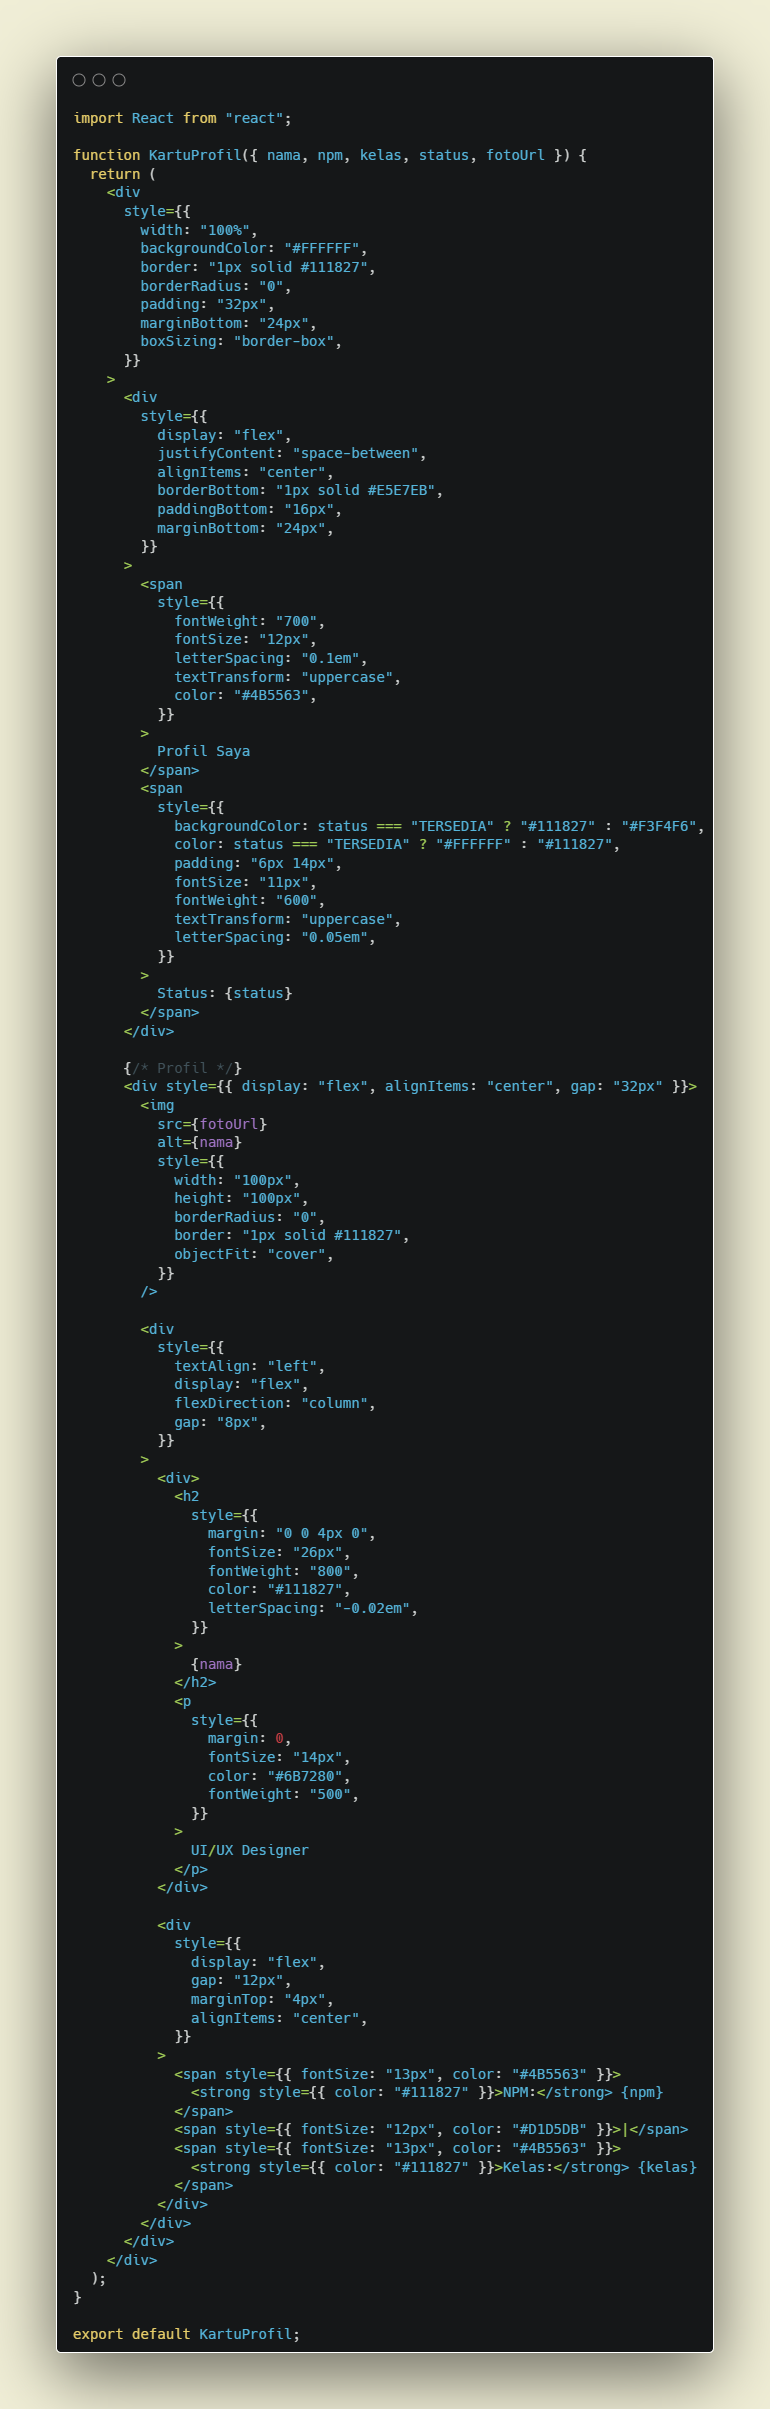 import React from "react";

function KartuProfil({ nama, npm, kelas, status, fotoUrl }) {
  return (
    <div
      style={{
        width: "100%",
        backgroundColor: "#FFFFFF",
        border: "1px solid #111827",
        borderRadius: "0",
        padding: "32px",
        marginBottom: "24px",
        boxSizing: "border-box",
      }}
    >
      <div
        style={{
          display: "flex",
          justifyContent: "space-between",
          alignItems: "center",
          borderBottom: "1px solid #E5E7EB",
          paddingBottom: "16px",
          marginBottom: "24px",
        }}
      >
        <span
          style={{
            fontWeight: "700",
            fontSize: "12px",
            letterSpacing: "0.1em",
            textTransform: "uppercase",
            color: "#4B5563",
          }}
        >
          Profil Saya
        </span>
        <span
          style={{
            backgroundColor: status === "TERSEDIA" ? "#111827" : "#F3F4F6",
            color: status === "TERSEDIA" ? "#FFFFFF" : "#111827",
            padding: "6px 14px",
            fontSize: "11px",
            fontWeight: "600",
            textTransform: "uppercase",
            letterSpacing: "0.05em",
          }}
        >
          Status: {status}
        </span>
      </div>

      {/* Profil */}
      <div style={{ display: "flex", alignItems: "center", gap: "32px" }}>
        <img
          src={fotoUrl}
          alt={nama}
          style={{
            width: "100px",
            height: "100px",
            borderRadius: "0",
            border: "1px solid #111827",
            objectFit: "cover",
          }}
        />

        <div
          style={{
            textAlign: "left",
            display: "flex",
            flexDirection: "column",
            gap: "8px",
          }}
        >
          <div>
            <h2
              style={{
                margin: "0 0 4px 0",
                fontSize: "26px",
                fontWeight: "800",
                color: "#111827",
                letterSpacing: "-0.02em",
              }}
            >
              {nama}
            </h2>
            <p
              style={{
                margin: 0,
                fontSize: "14px",
                color: "#6B7280",
                fontWeight: "500",
              }}
            >
              UI/UX Designer
            </p>
          </div>

          <div
            style={{
              display: "flex",
              gap: "12px",
              marginTop: "4px",
              alignItems: "center",
            }}
          >
            <span style={{ fontSize: "13px", color: "#4B5563" }}>
              <strong style={{ color: "#111827" }}>NPM:</strong> {npm}
            </span>
            <span style={{ fontSize: "12px", color: "#D1D5DB" }}>|</span>
            <span style={{ fontSize: "13px", color: "#4B5563" }}>
              <strong style={{ color: "#111827" }}>Kelas:</strong> {kelas}
            </span>
          </div>
        </div>
      </div>
    </div>
  );
}

export default KartuProfil;